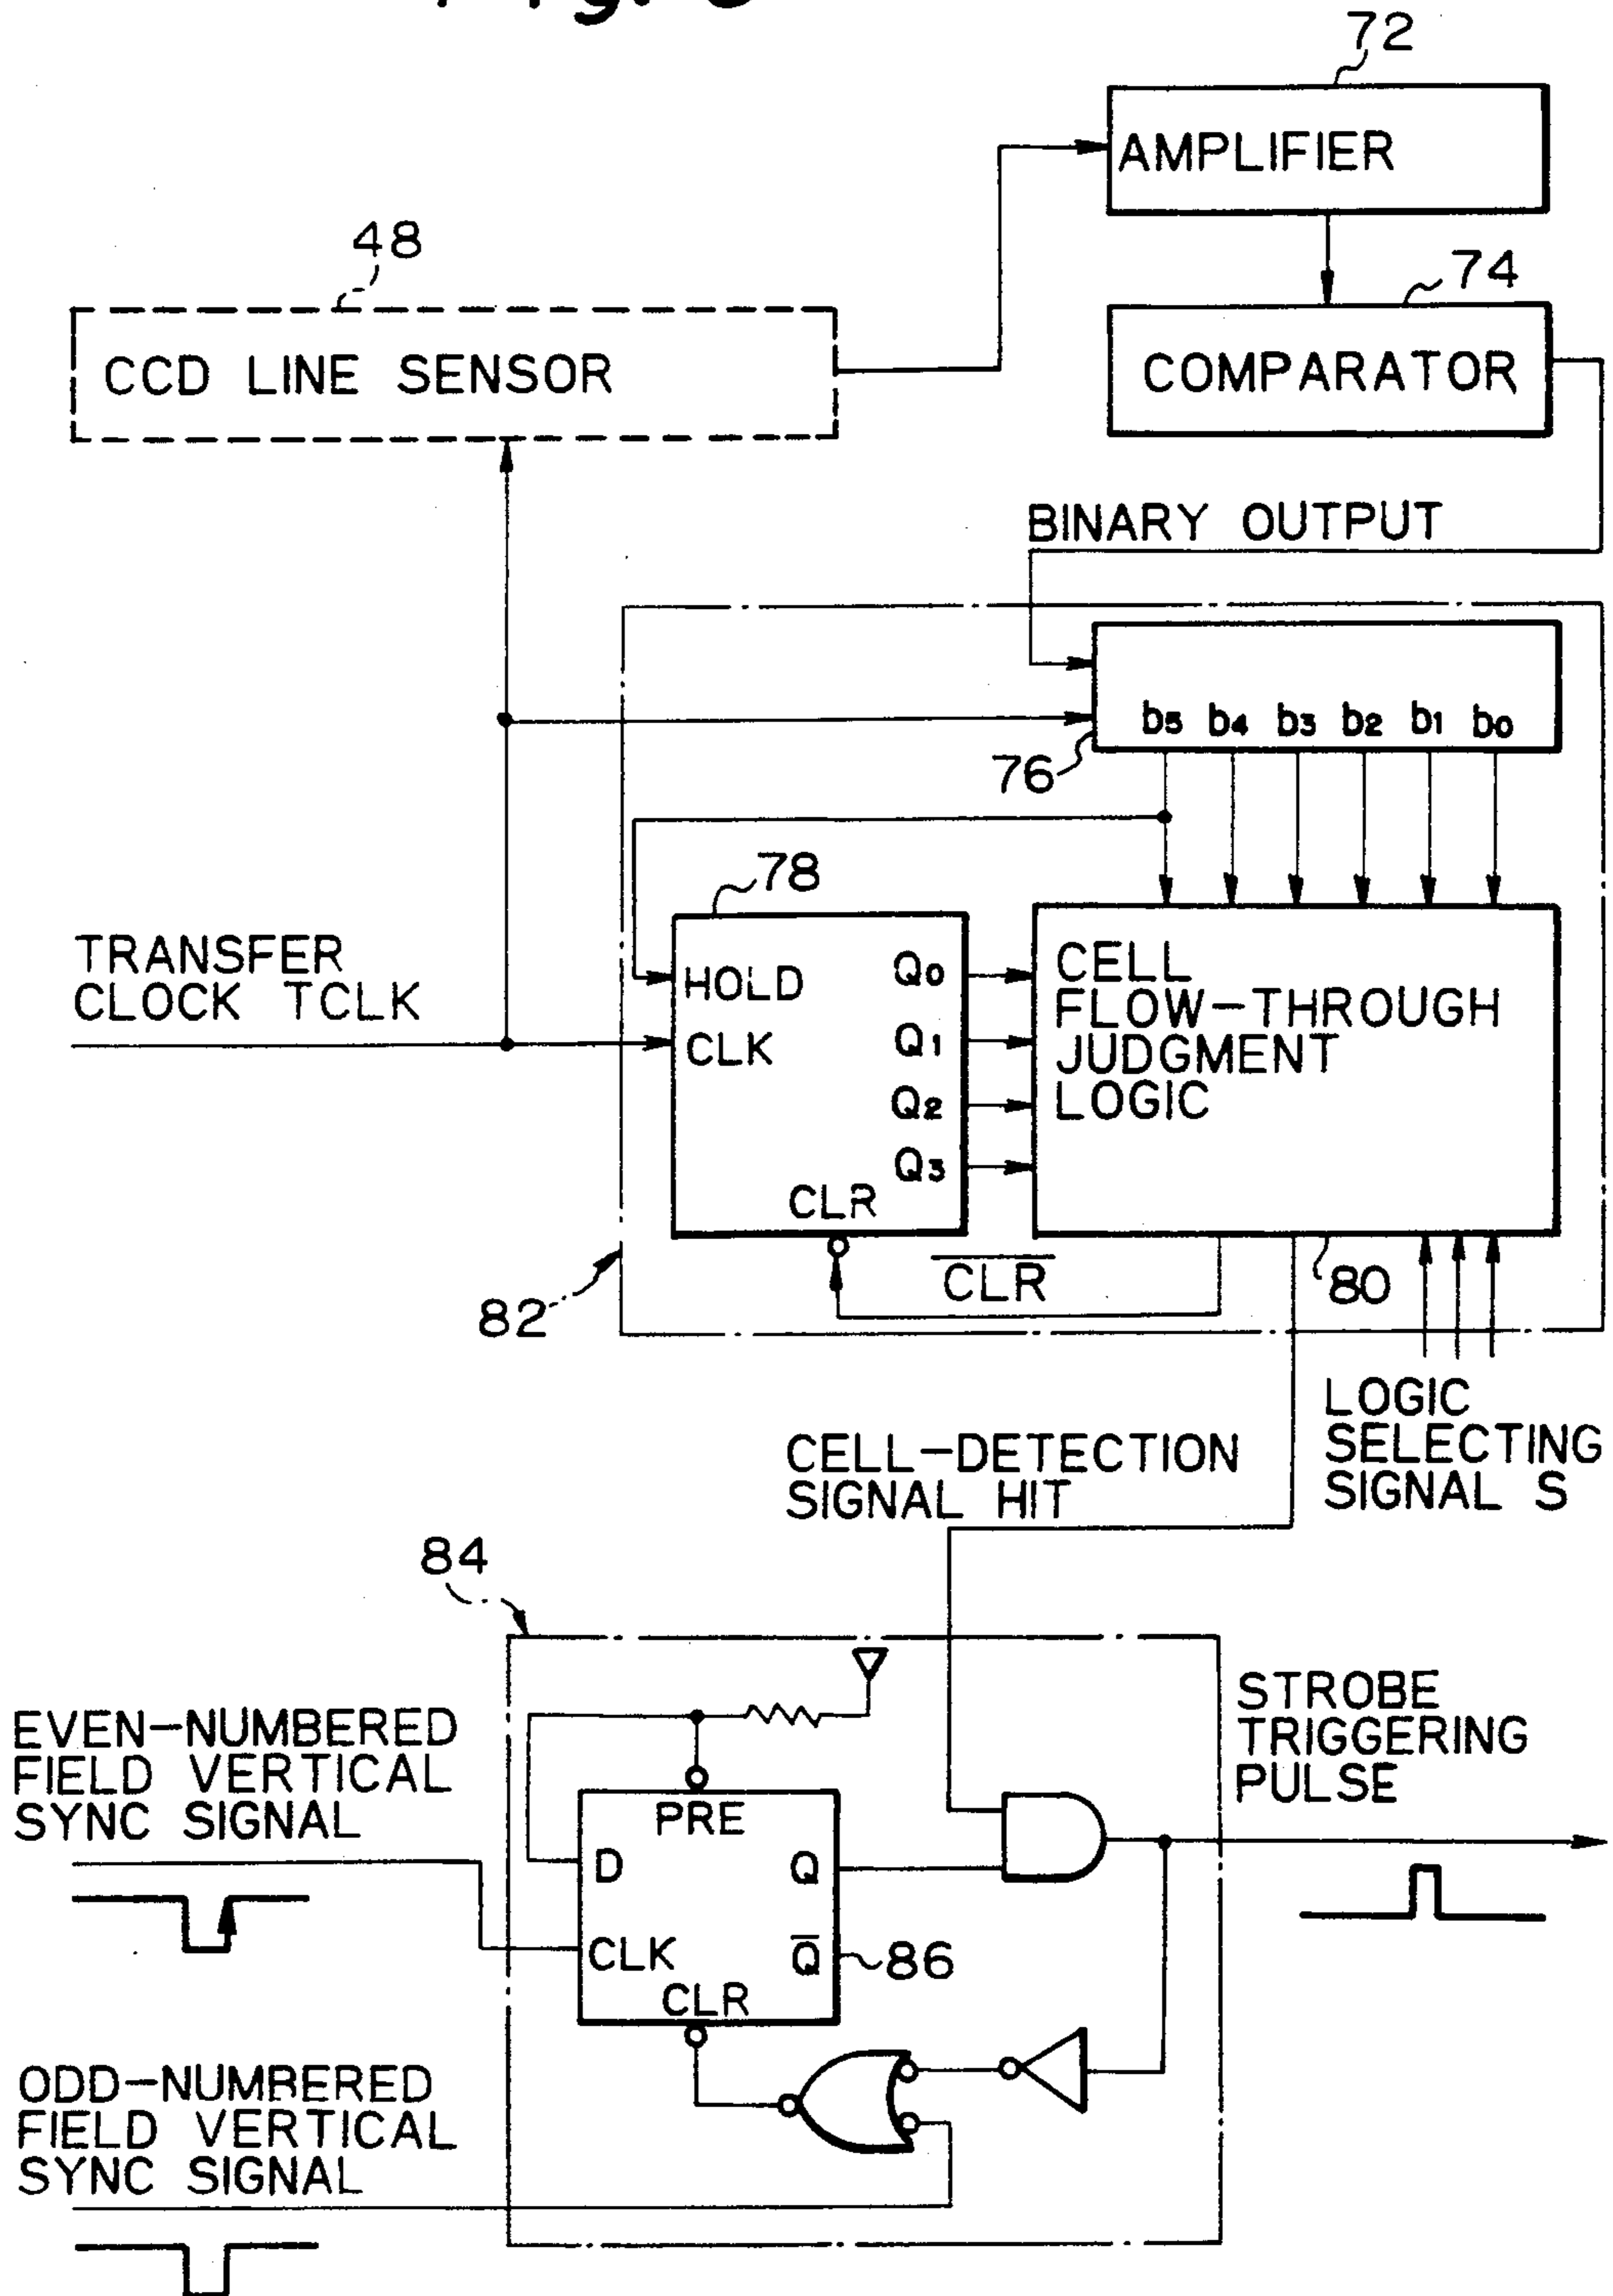 72
AMPLIFIER
48
74
CCD LINE SENSOR
COMPARATOR
BINARY OUTPUT
b5 b4 b3 b2 b1 b0
76
78
TRANSFER
CLOCK TCLK
HOLD
CLK
Q0
Q1
Q2
Q3
CLR
CELL
FLOW-THROUGH
JUDGMENT
LOGIC
CLR
80
82
LOGIC
SELECTING
SIGNAL S
CELL-DETECTION
SIGNAL HIT
84
EVEN-NUMBERED
FIELD VERTICAL
SYNC SIGNAL
STROBE
TRIGGERING
PULSE
PRE
D
Q
CLK
Q̅
86
CLR
ODD-NUMBERED
FIELD VERTICAL
SYNC SIGNAL